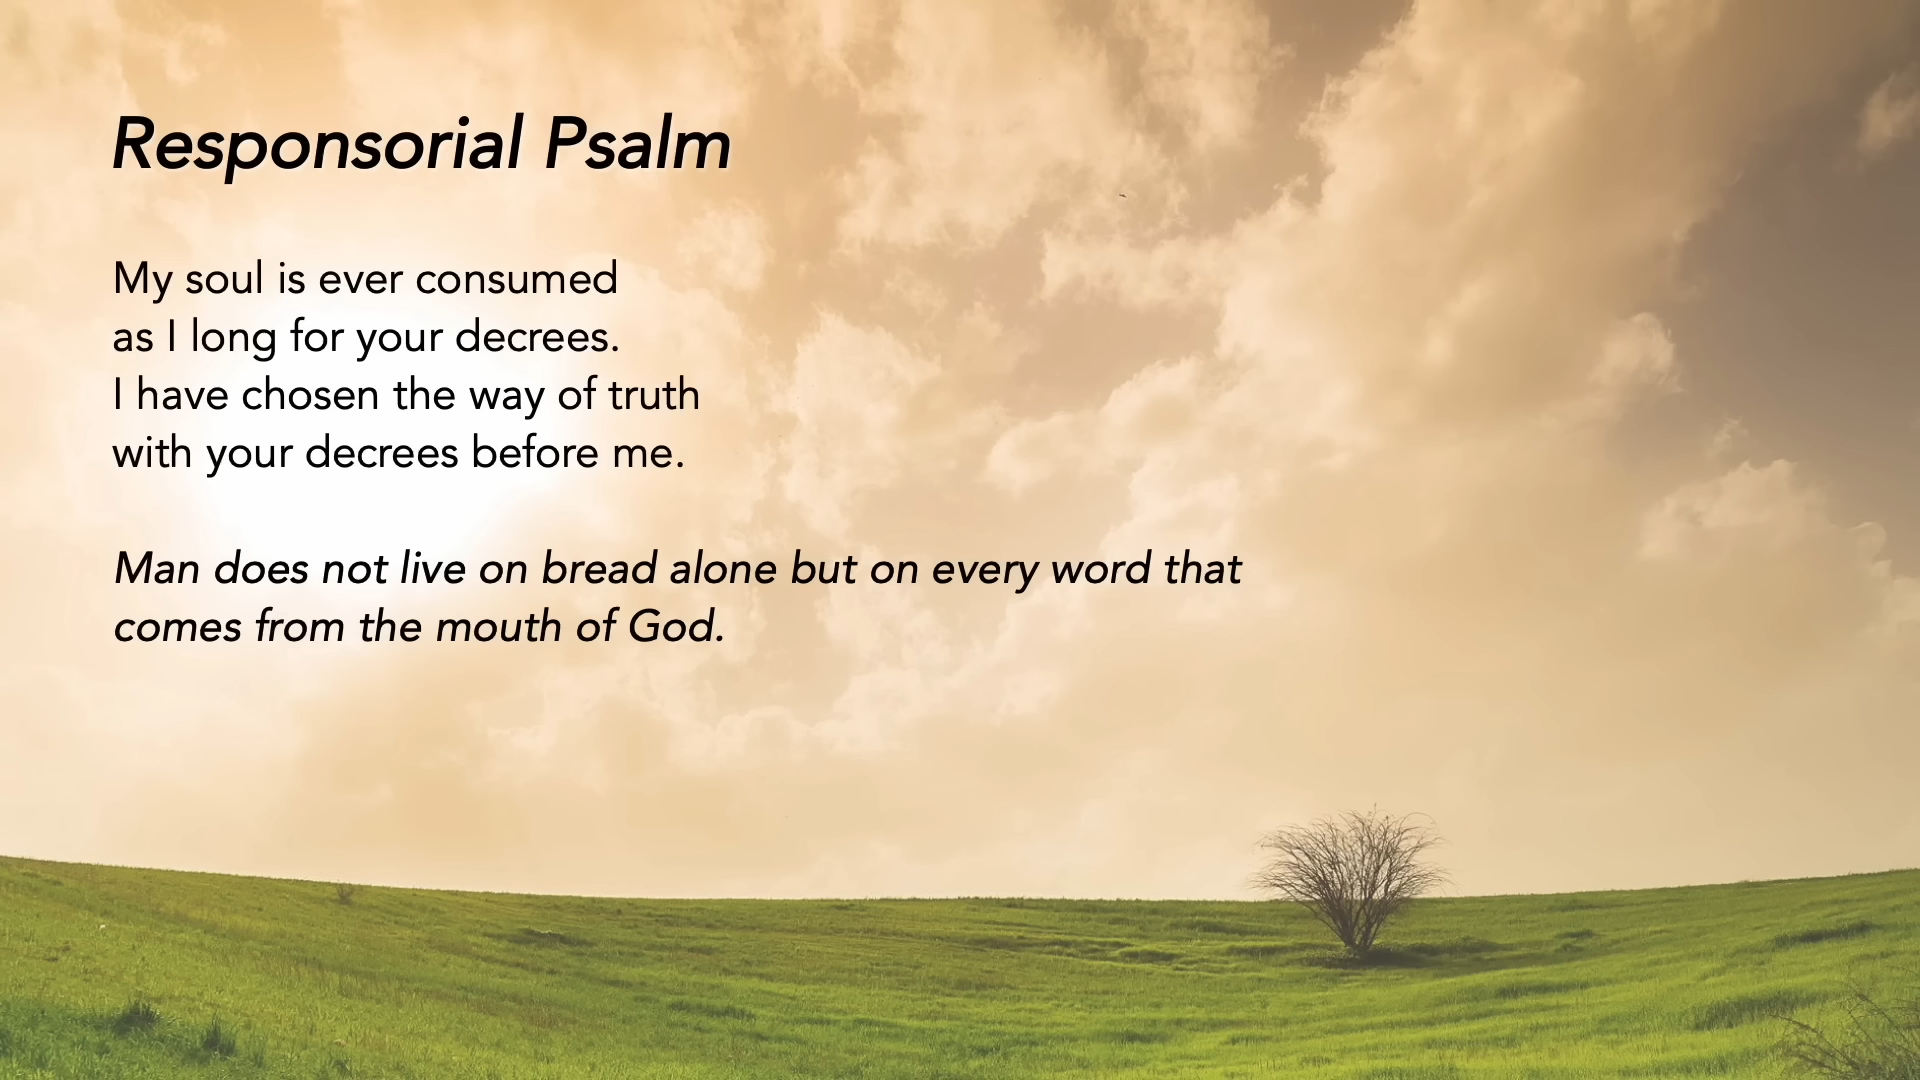 Responsorial Psalm
My soul is ever consumed
as I long for your decrees.
I have chosen the way of truth
with your decrees before me.
Man does not live on bread alone but on every word that
comes from the mouth of God.